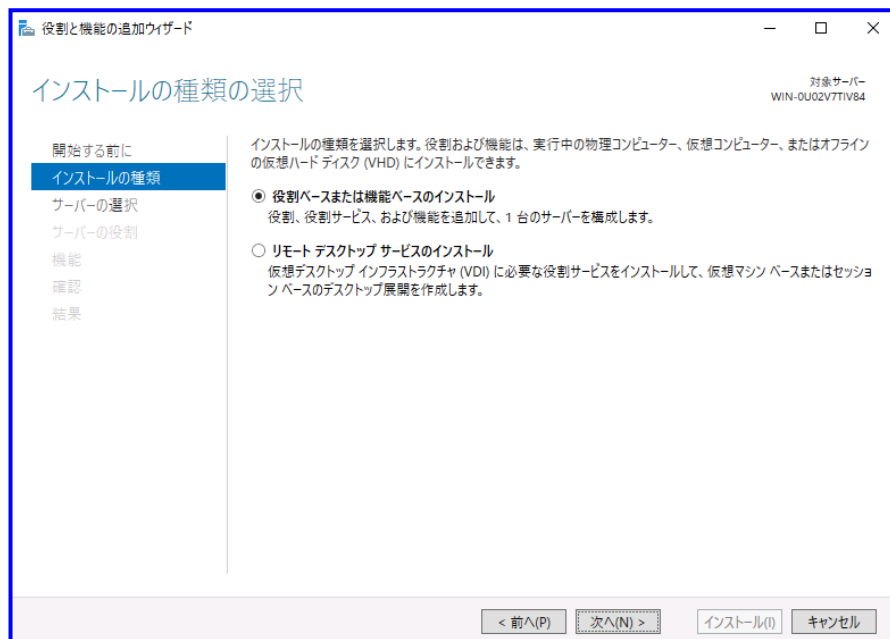 役割と機能の追加ウィザード
インストールの種類の選択
対象サーバー
WIN-0U02V7TIV84
開始する前に
インストールの種類
サーバーの選択
サーバーの役割
機能
確認
結果
インストールの種類を選択します。役割および機能は、実行中の物理コンピューター、仮想コンピューター、またはオフライン
の仮想ハード ディスク (VHD) にインストールできます。
役割ベースまたは機能ベースのインストール
役割、役割サービス、および機能を追加して、1 台のサーバーを構成します。
リモート デスクトップ サービスのインストール
仮想デスクトップ インフラストラクチャ (VDI) に必要な役割サービスをインストールして、仮想マシン ベースまたはセッショ
ン ベースのデスクトップ展開を作成します。
< 前へ(P)
次へ(N) >
インストール(I)
キャンセル